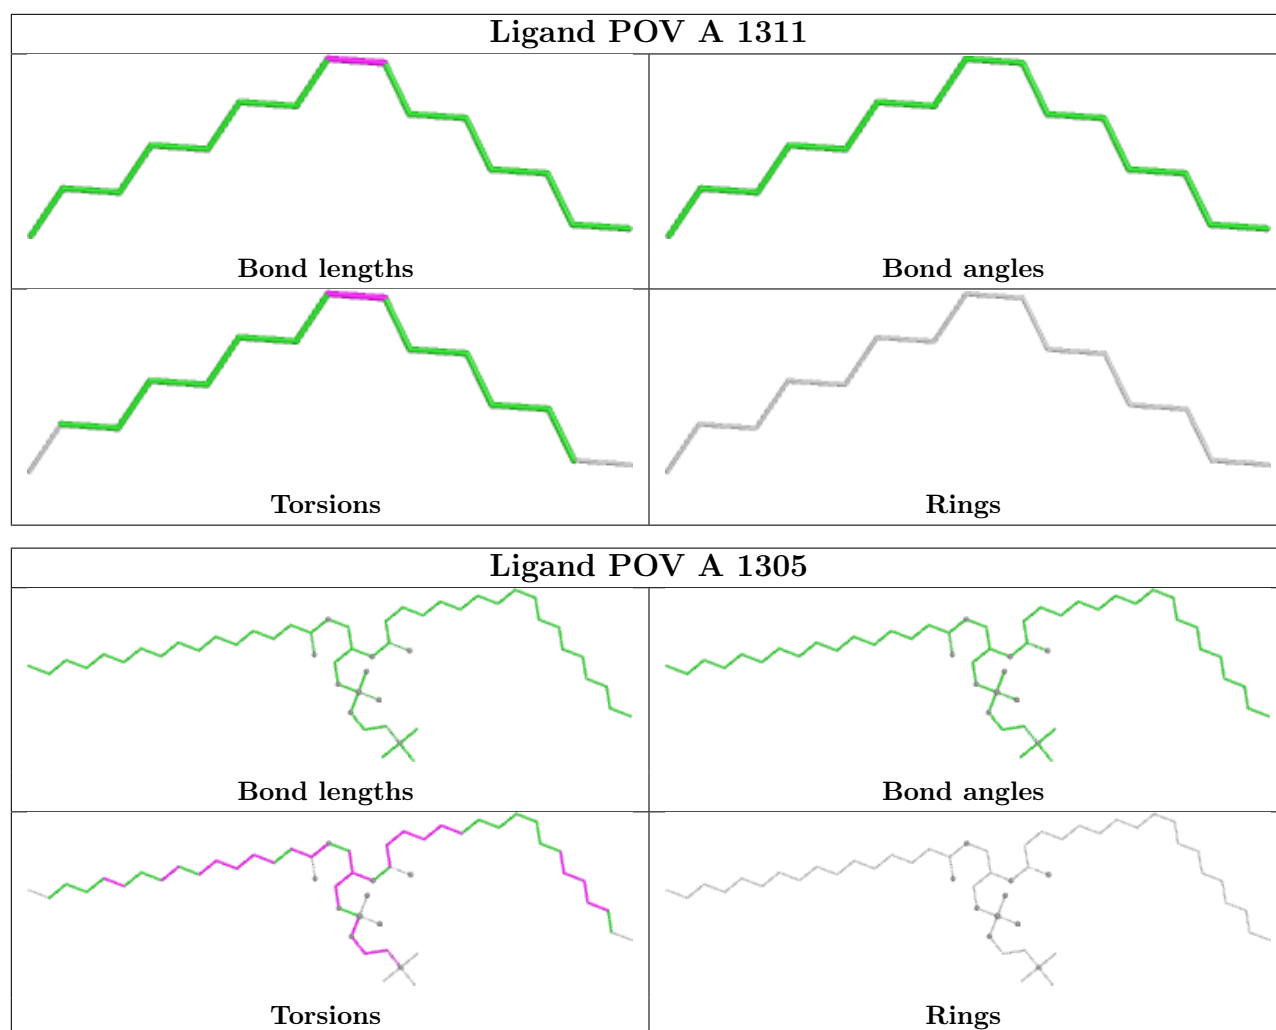 Ligand POV A 1311
Bond lengths
Bond angles
Torsions
Rings
Ligand POV A 1305
Bond lengths
Bond angles
Torsions
Rings